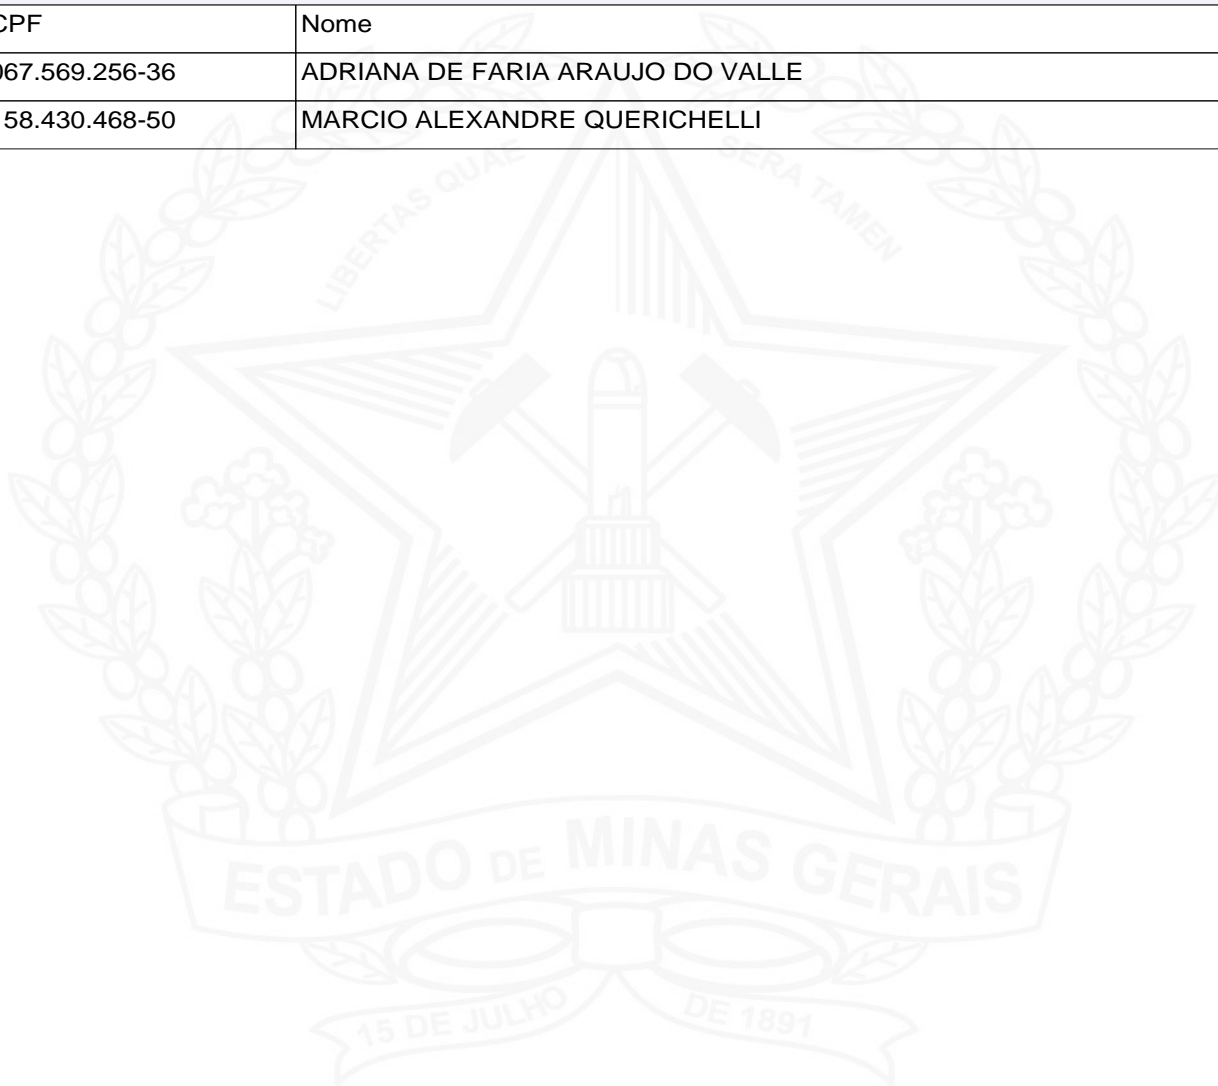 CPF Nome
067.569.256-36 ADRIANA DE FARIA ARAUJO DO VALLE
58.430.468-50 MARCIO ALEXANDRE QUERICHELLI
LIBERTAS QUAE SERA TAMEN
ESTADO DE MINAS GERAIS
15 DE JULHO DE 1891